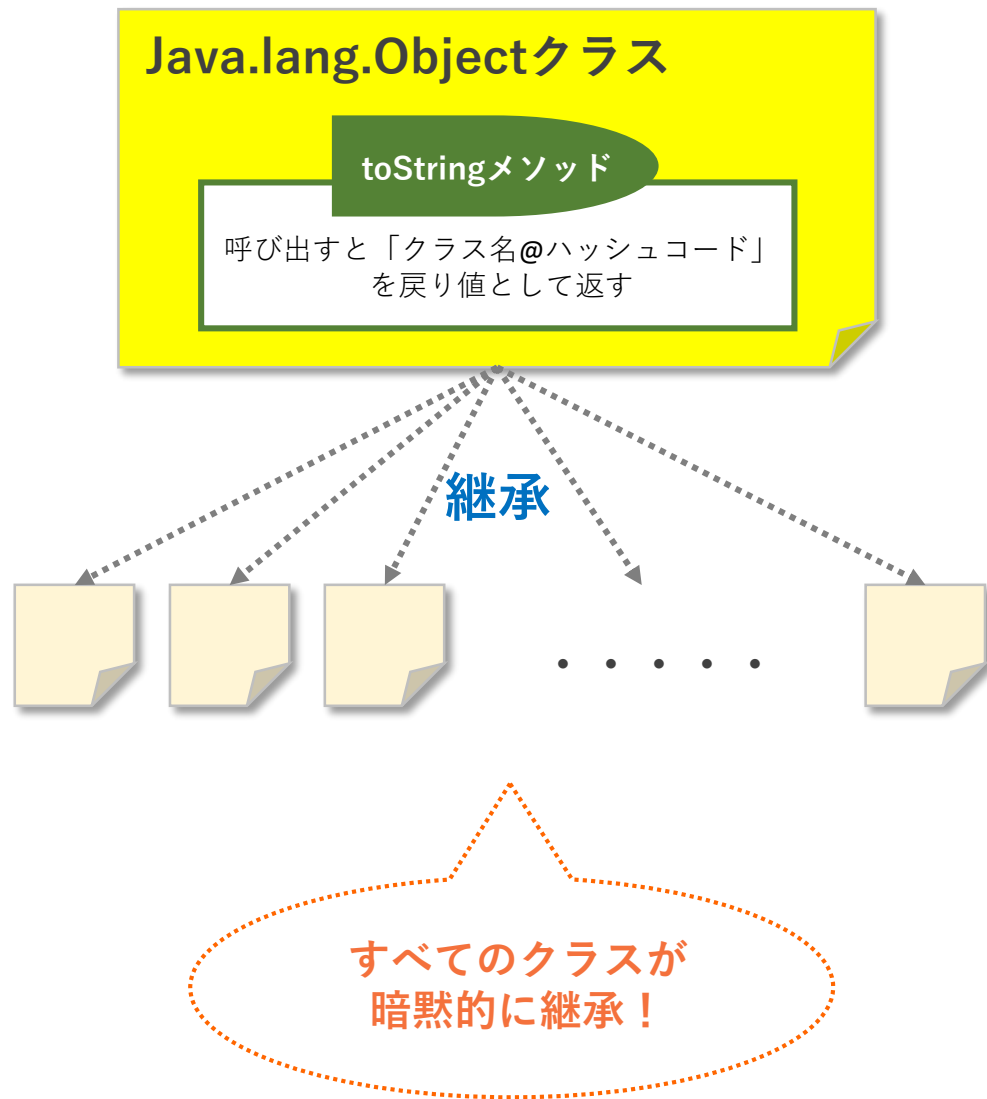 Java.lang.Objectクラス
toStringメソッド
呼び出すと「クラス名@ハッシュコード」
を戻り値として返す
継承
・・・・・
すべてのクラスが
暗黙的に継承！